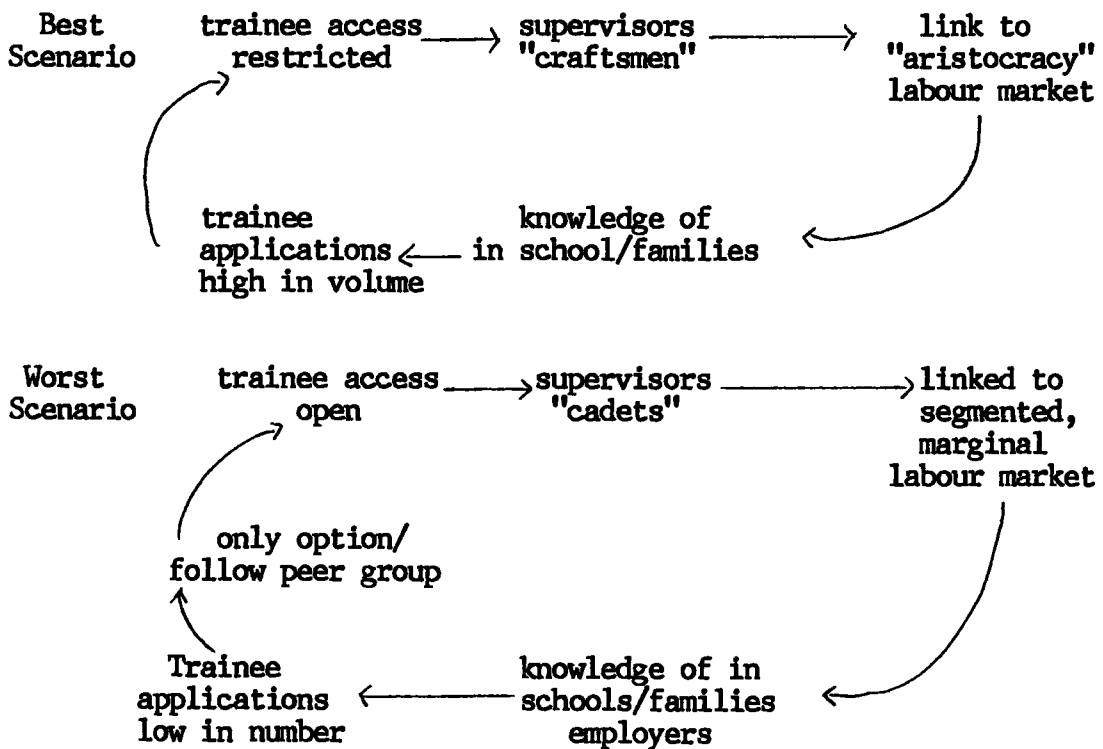 Best
Scenario
trainee access
restricted
supervisors
"craftsmen"
link to
"aristocracy"
labour market
trainee
applications
high in volume
knowledge of
in school/families
Worst
Scenario
trainee access
open
supervisors
"cadets"
linked to
segmented,
marginal
labour market
only option/
follow peer group
Trainee
applications
low in number
knowledge of in
schools/families
employers